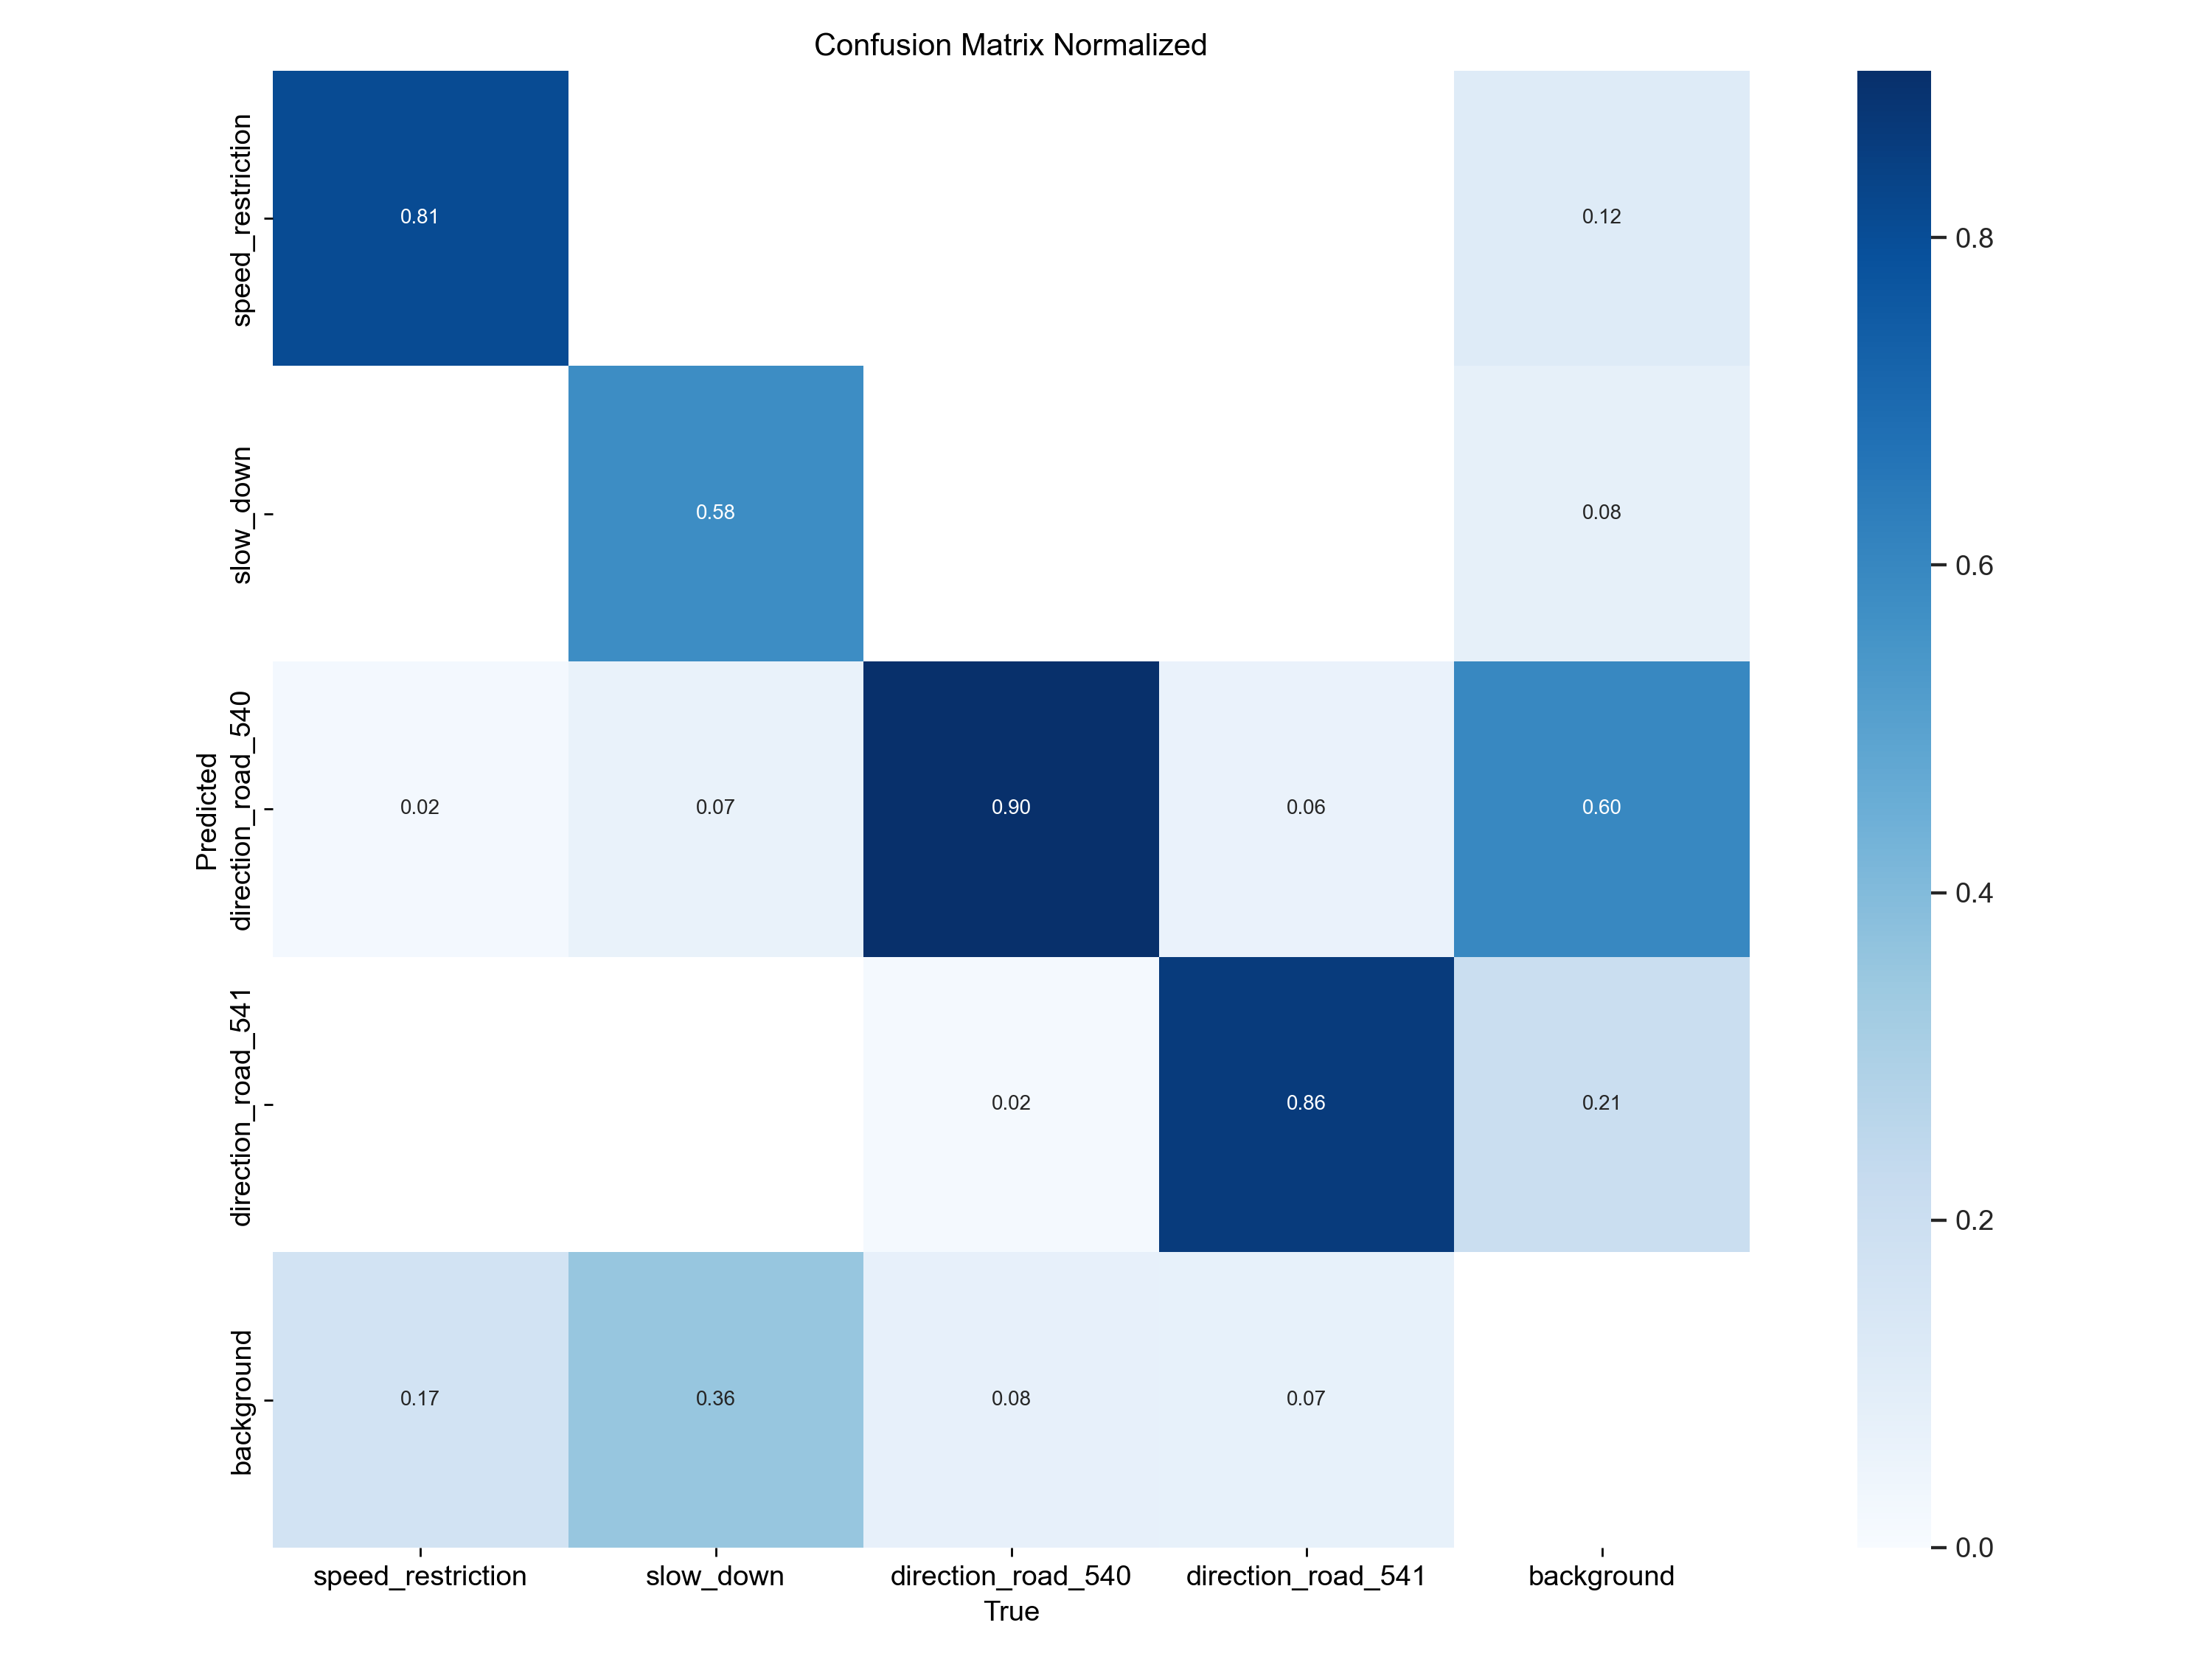 Confusion Matrix Normalized
Predicted
speed_restriction
0.81
0.12
slow_down
0.58
0.08
direction_road_540
0.02
0.07
0.90
0.06
0.60
direction_road_541
0.02
0.86
0.21
background
0.17
0.36
0.08
0.07
speed_restriction
slow_down
direction_road_540
direction_road_541
background
True
0.8
0.6
0.4
0.2
0.0